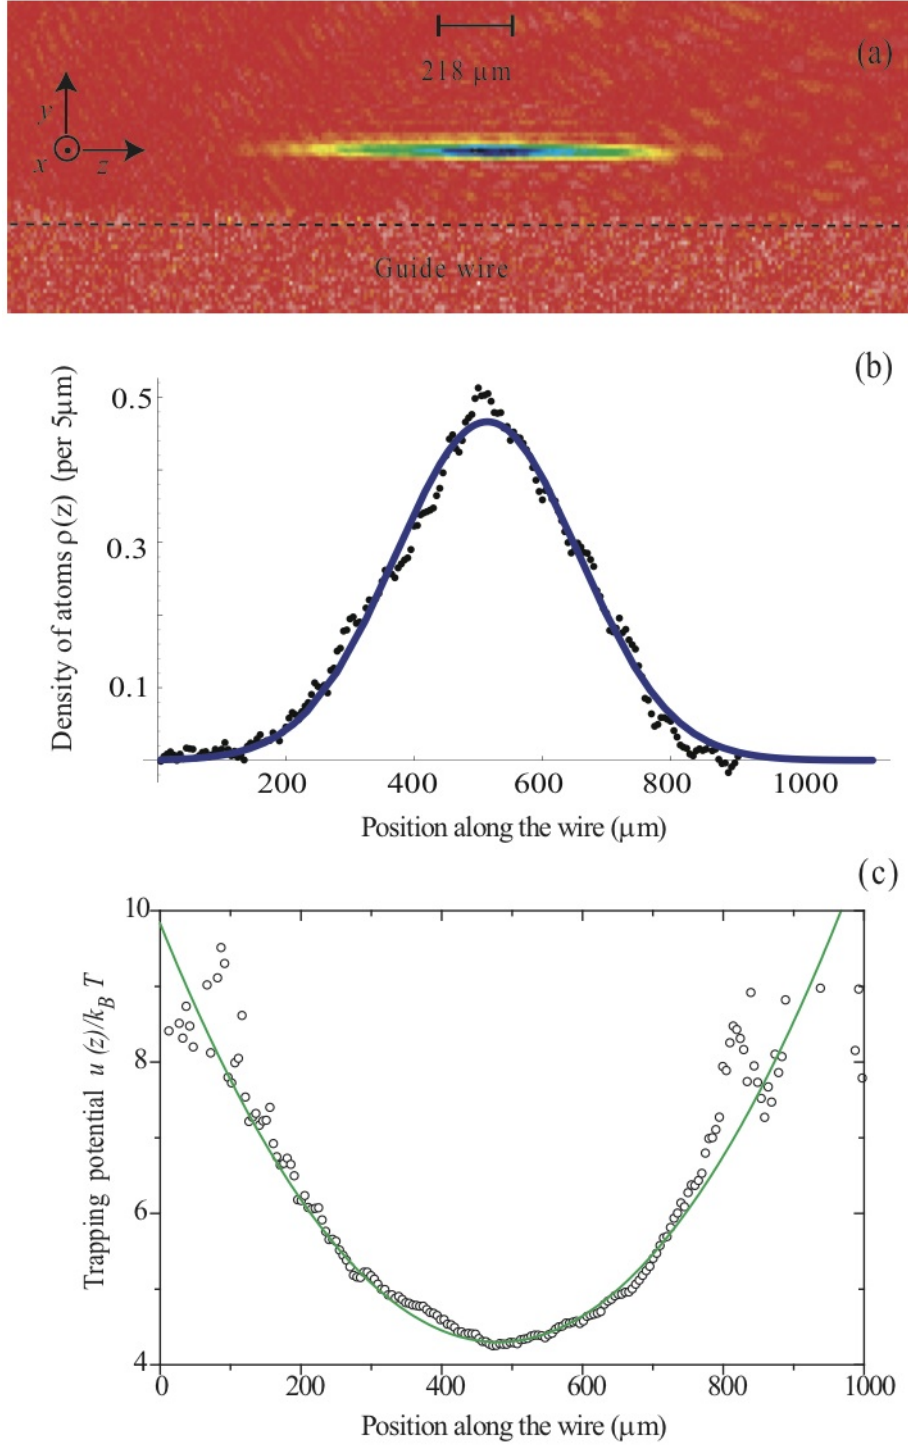 (a)
218 μm
y
x
z
Guide wire
(b)
Density of atoms ρ(z) (per 5μm)
0.5
0.3
0.1
200 400 600 800 1000
Position along the wire (μm)
(c)
Trapping potential u (z)/k_B T
10
8
6
4
0 200 400 600 800 1000
Position along the wire (μm)